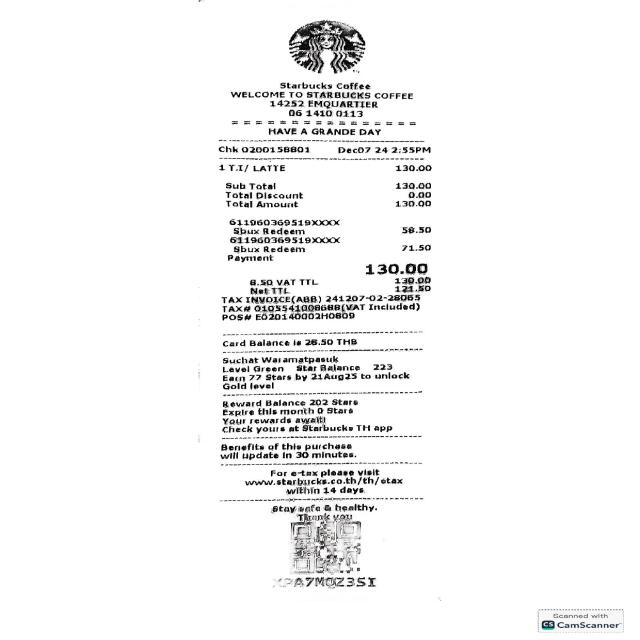 Starbucks Coffee
WELCOME TO STARBUCKS COFFEE
14252 EMQUARTIER
06 1410 0113
HAVE A GRANDE DAY
Chk 0200158801 Dec07 24 2:55PM
1 T.I/ LATTE 130.00
Sub Total 130.00
Total Discount 0.00
Total Amount 130.00
611960369519XXXX
Sbux Redeem 58.50
611960369519XXXX
Sbux Redeem 71.50
Payment
130.00
8.50 VAT TTL 130.00
Net TTL 121.50
TAX INVOICE(ABB) 241207-02-28065
TAX# 0105541008688(VAT Included)
POS# E020140002H0809
Card Balance is 28.50 THB
Suchat Waramatpasuk
Level Green Star Balance 223
Earn 77 Stars by 21Aug25 to unlock
Gold level
Reward Balance 202 Stars
Expire this month 0 Stars
Your rewards await!
Check yours at Starbucks TH app
Benefits of this purchase
will update in 30 minutes.
For e-tax please visit
www.starbucks.co.th/th/etax
within 14 days
Stay safe & healthy.
Thank you
XPA7MQZ3SI
Scanned with
CS CamScanner